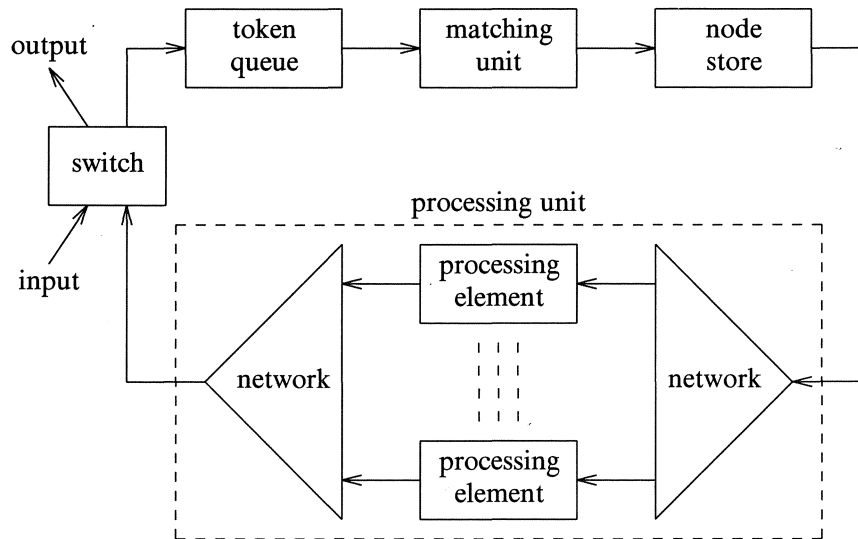 output
token
queue
matching
unit
node
store
switch
input
processing unit
processing
element
network
network
processing
element